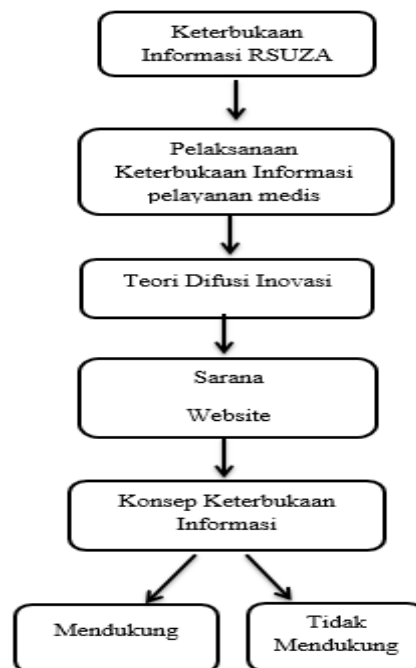 Keterbukaan
Informasi RSUZA
Pelaksanaan
Keterbukaan Informasi
pelayanan medis
Teori Difusi Inovasi
Sarana
Website
Konsep Keterbukaan
Informasi
Mendukung
Tidak
Mendukung